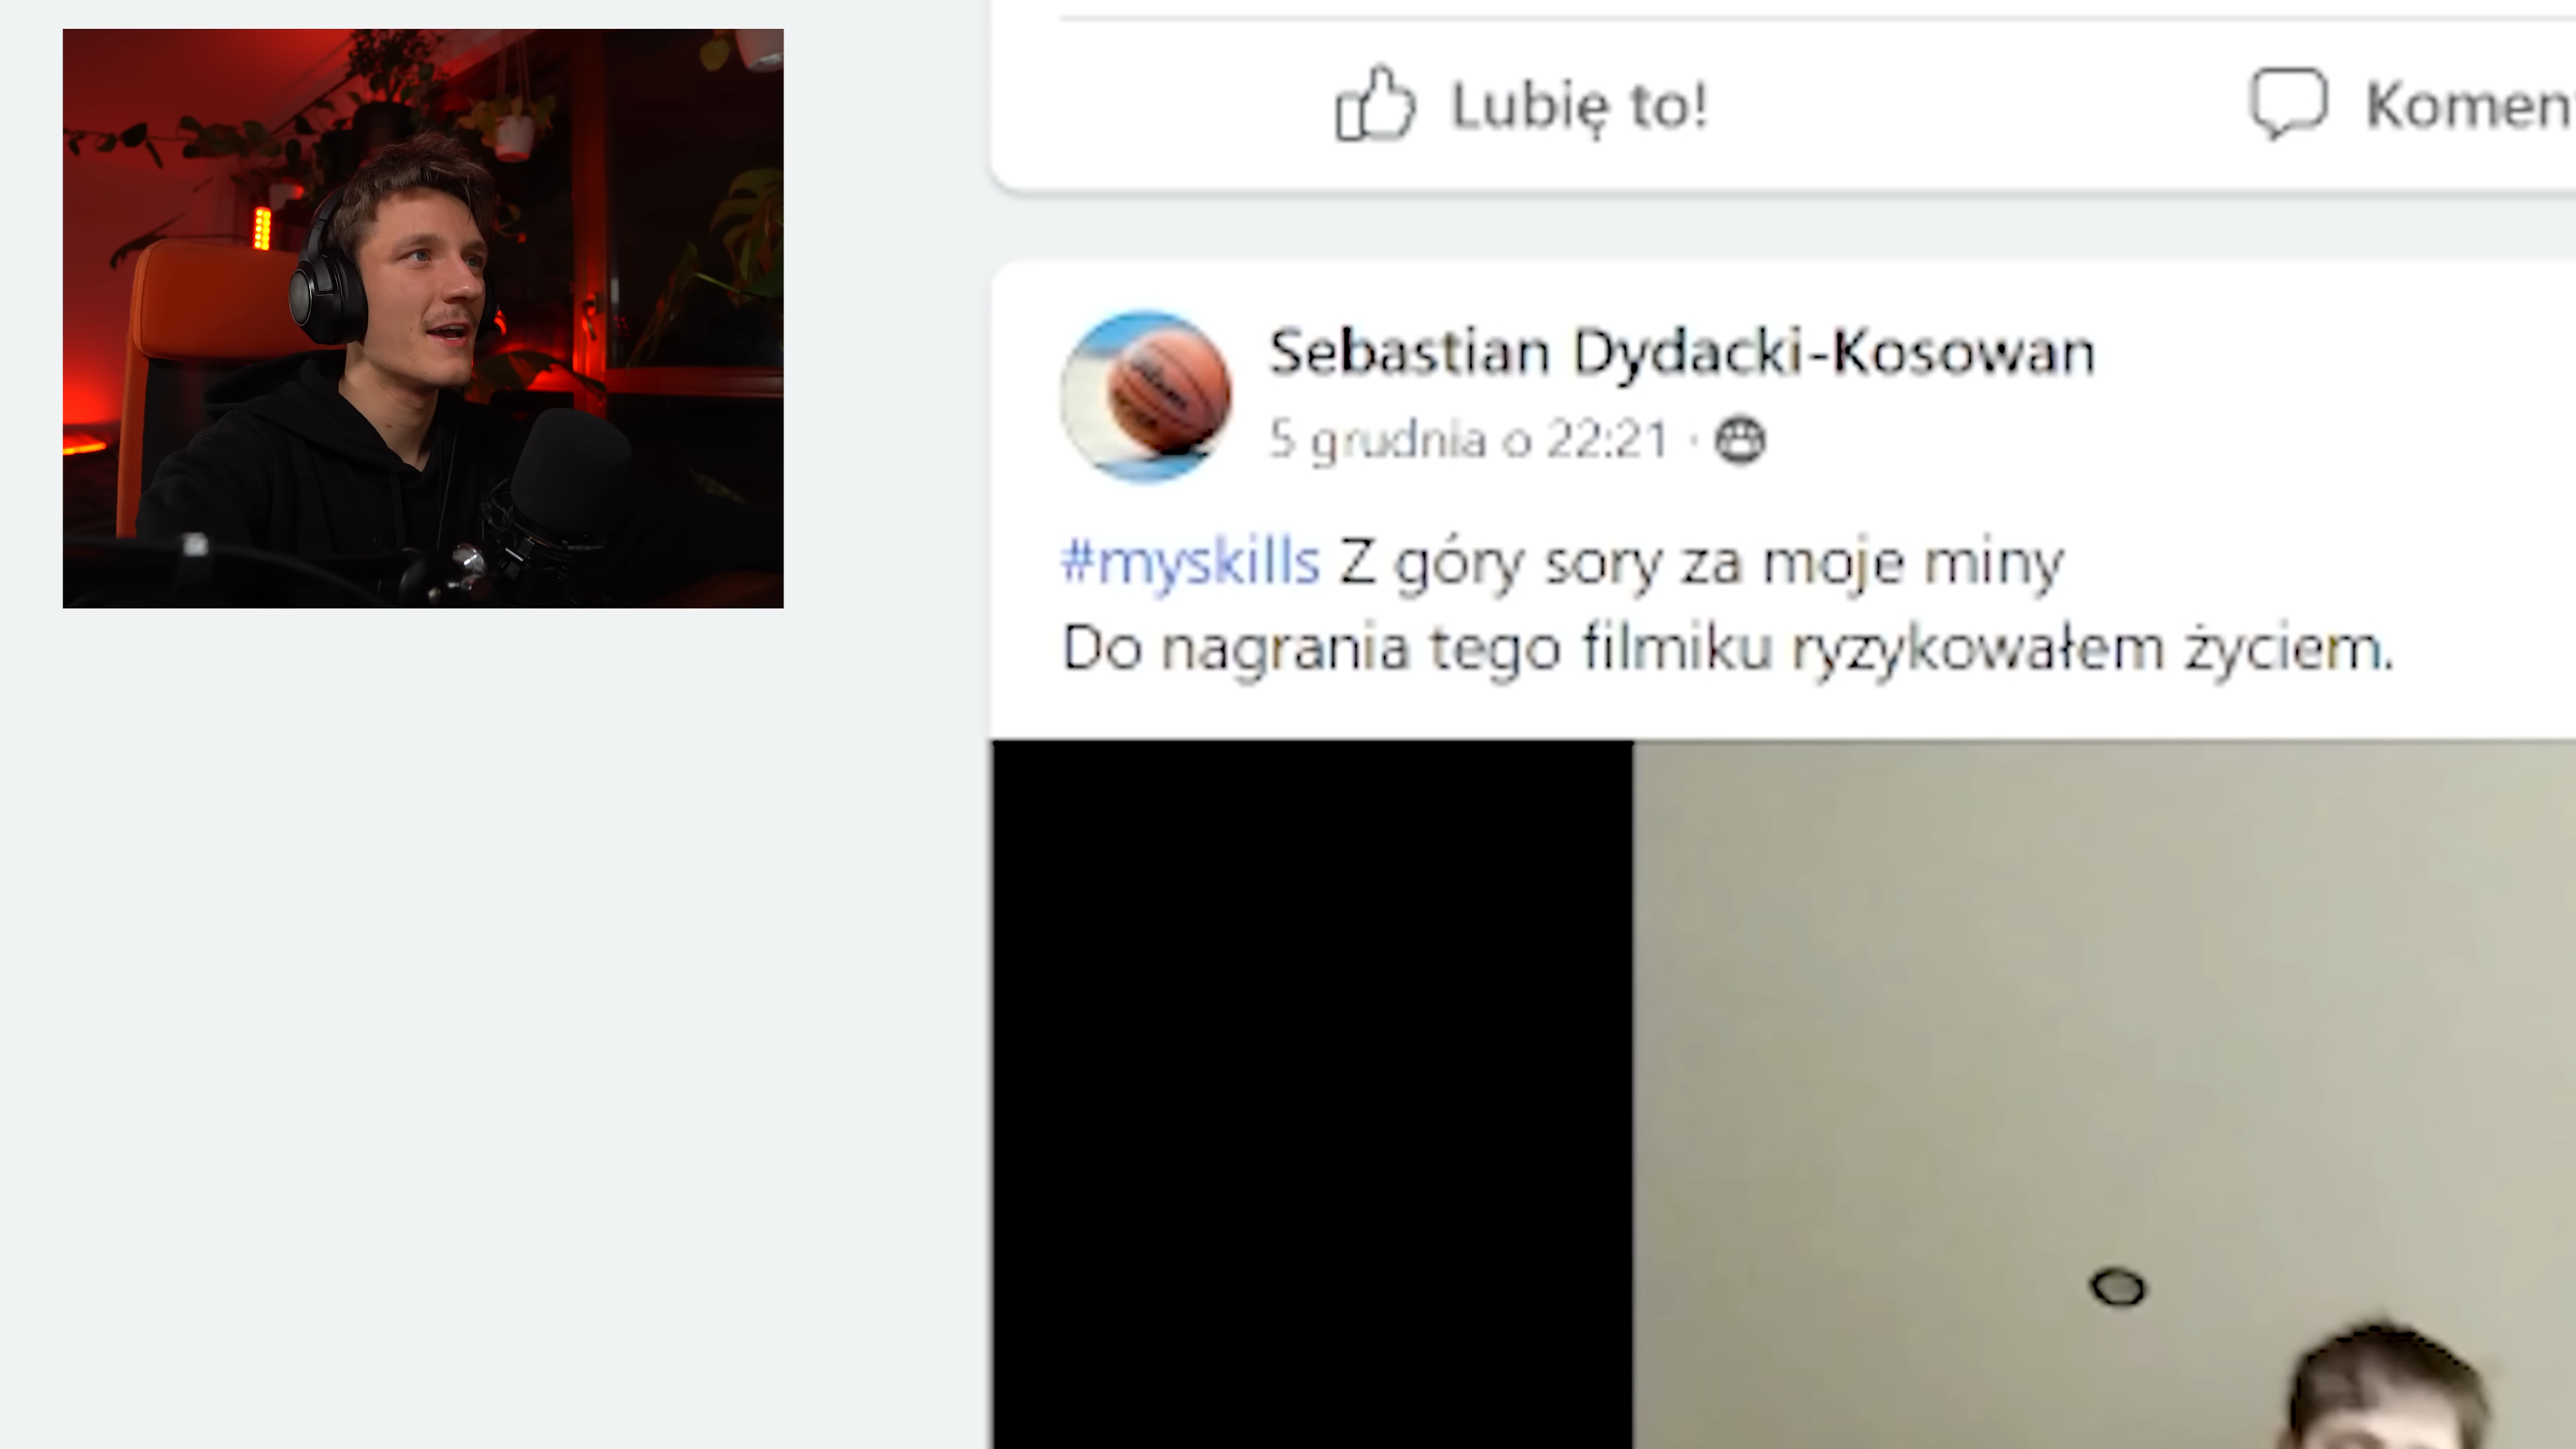 Lubię to!
Sebastian Dydacki-Kosowan
5 grudnia o 22:21 ·
#myskills Z góry sory za moje miny
Do nagrania tego filmiku ryzykowałem życiem.